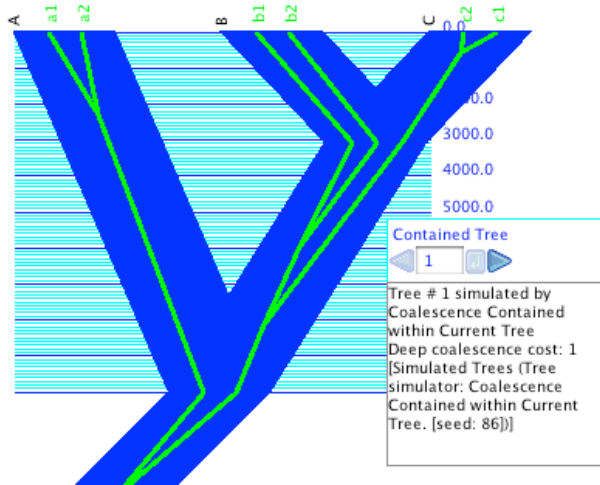 A a1 a2 B b1 b2 C c2 c1
0.0
3000.0
4000.0
5000.0
Contained Tree
1
Tree # 1 simulated by
Coalescence Contained
within Current Tree
Deep coalescence cost: 1
[Simulated Trees (Tree
simulator: Coalescence
Contained within Current
Tree. [seed: 86])]